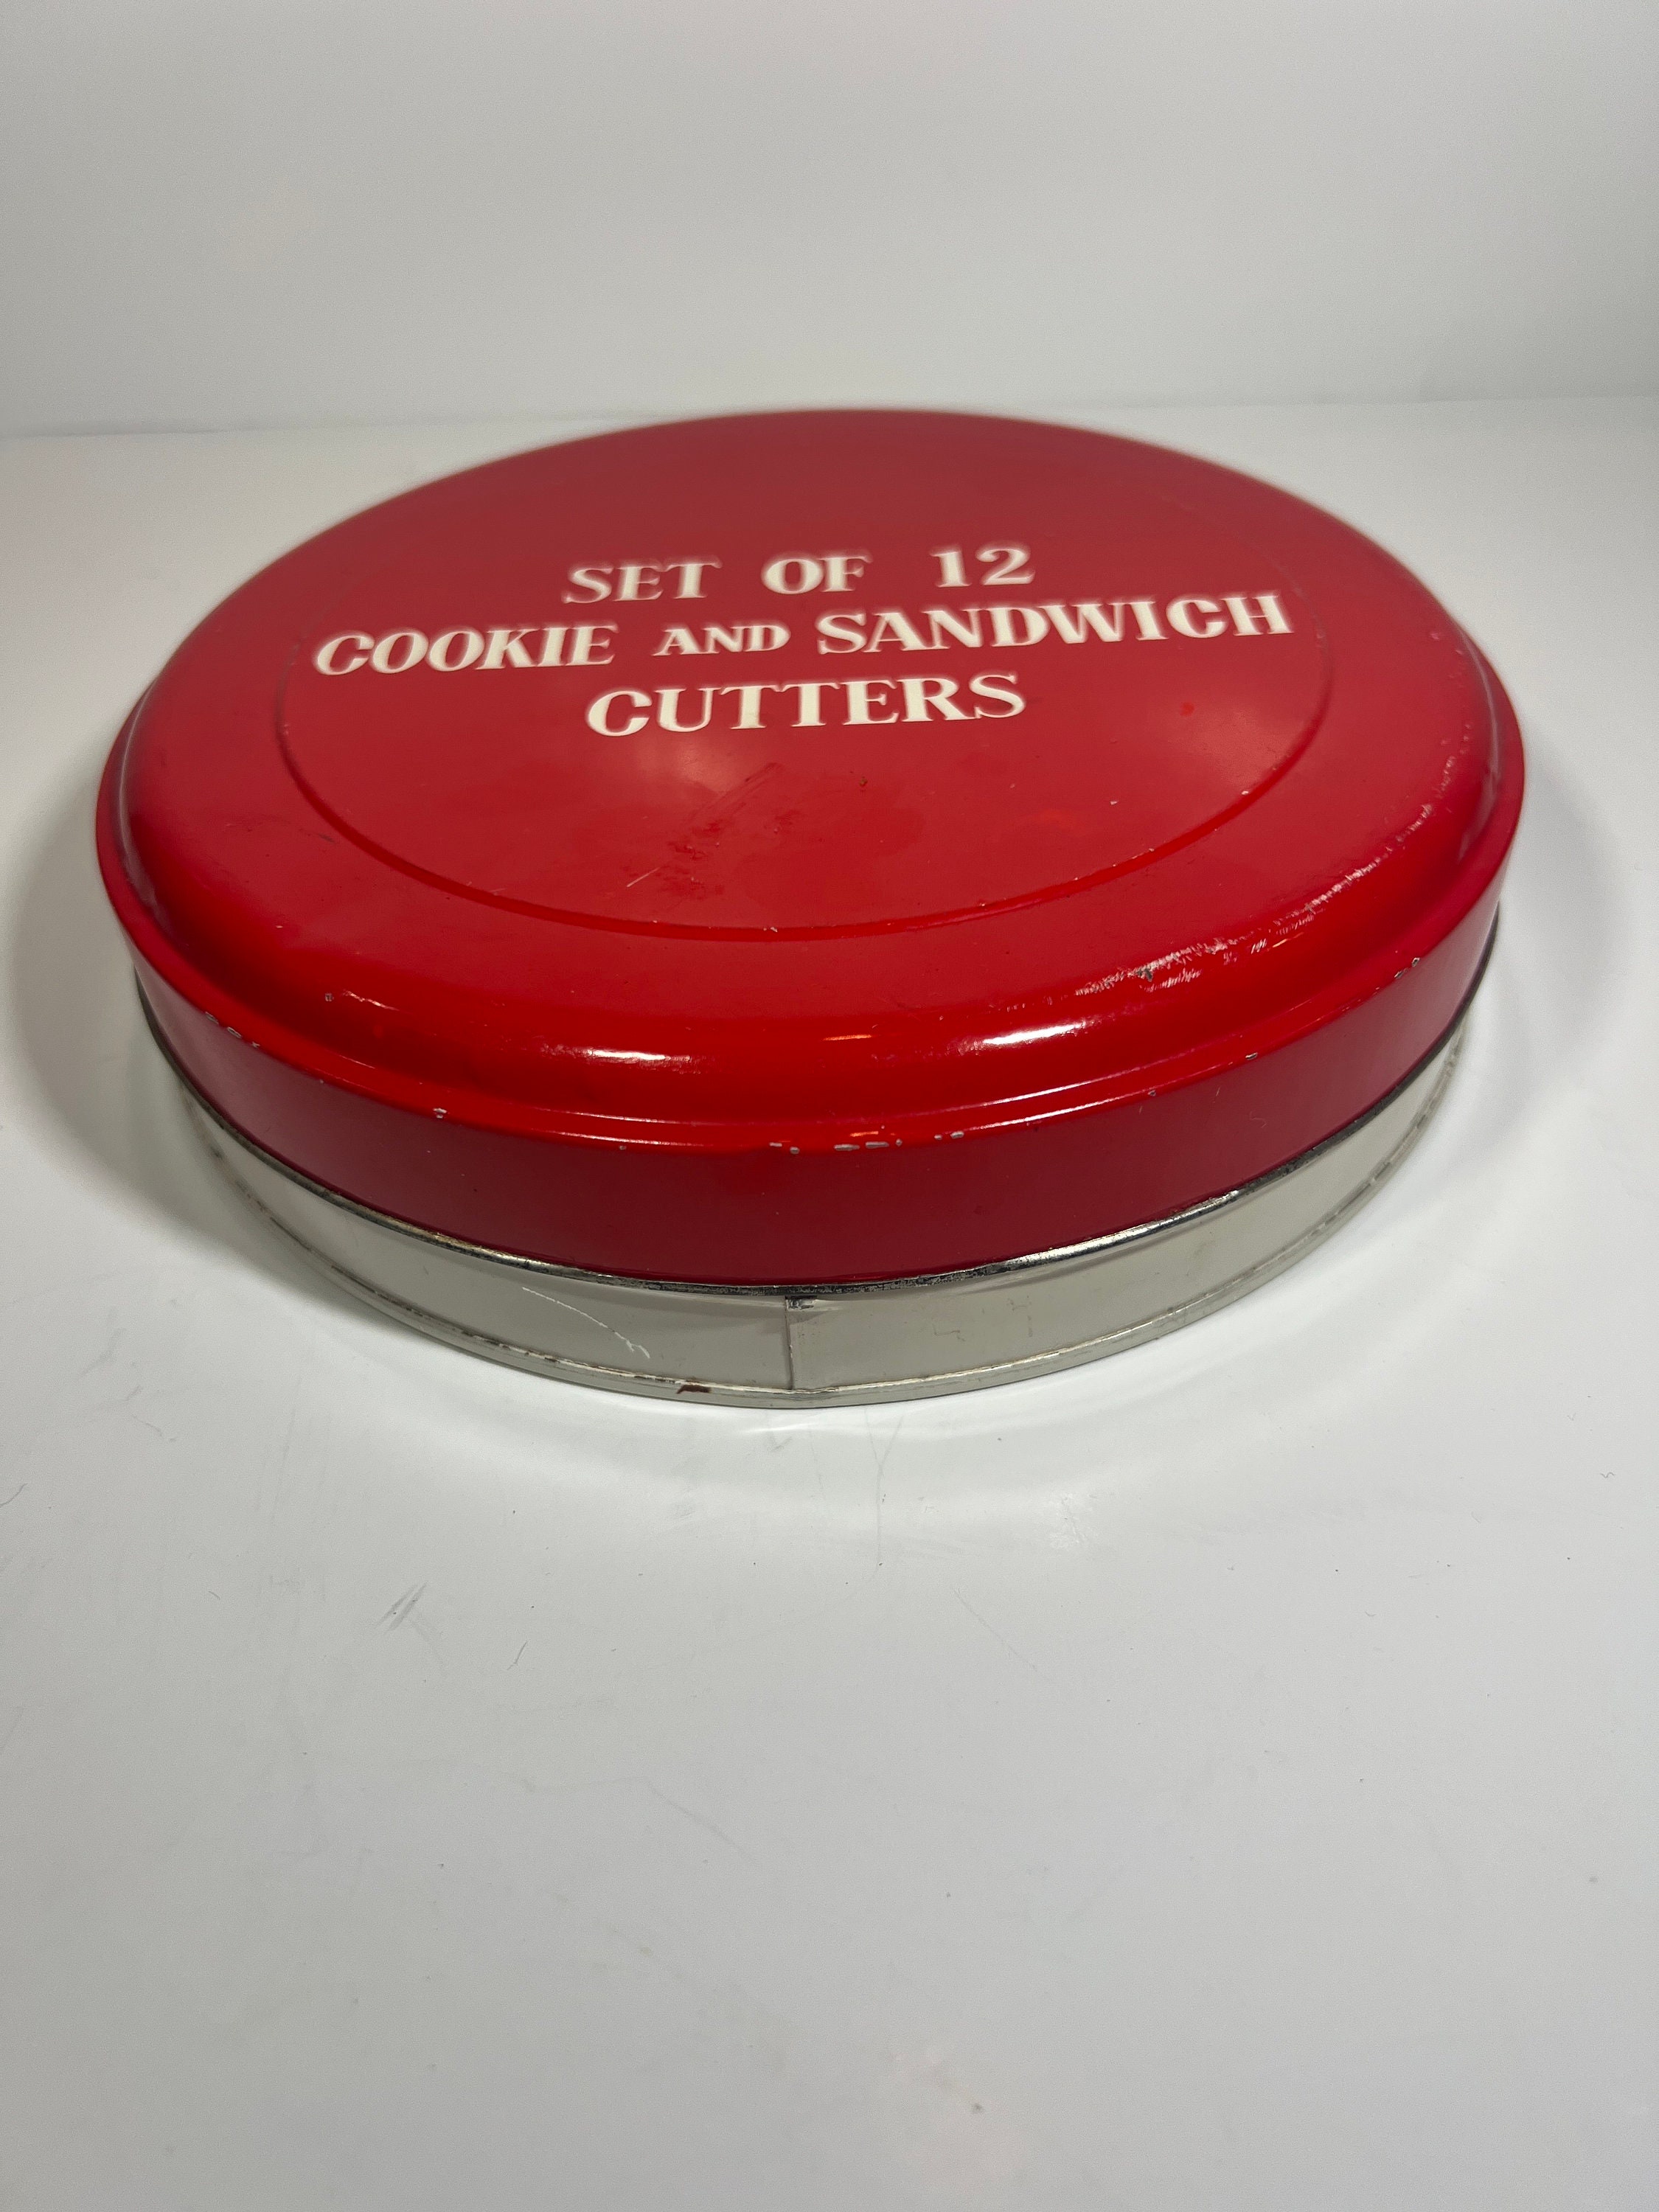 SET OF 12
COOKIE AND SANDWICH
CUTTERS